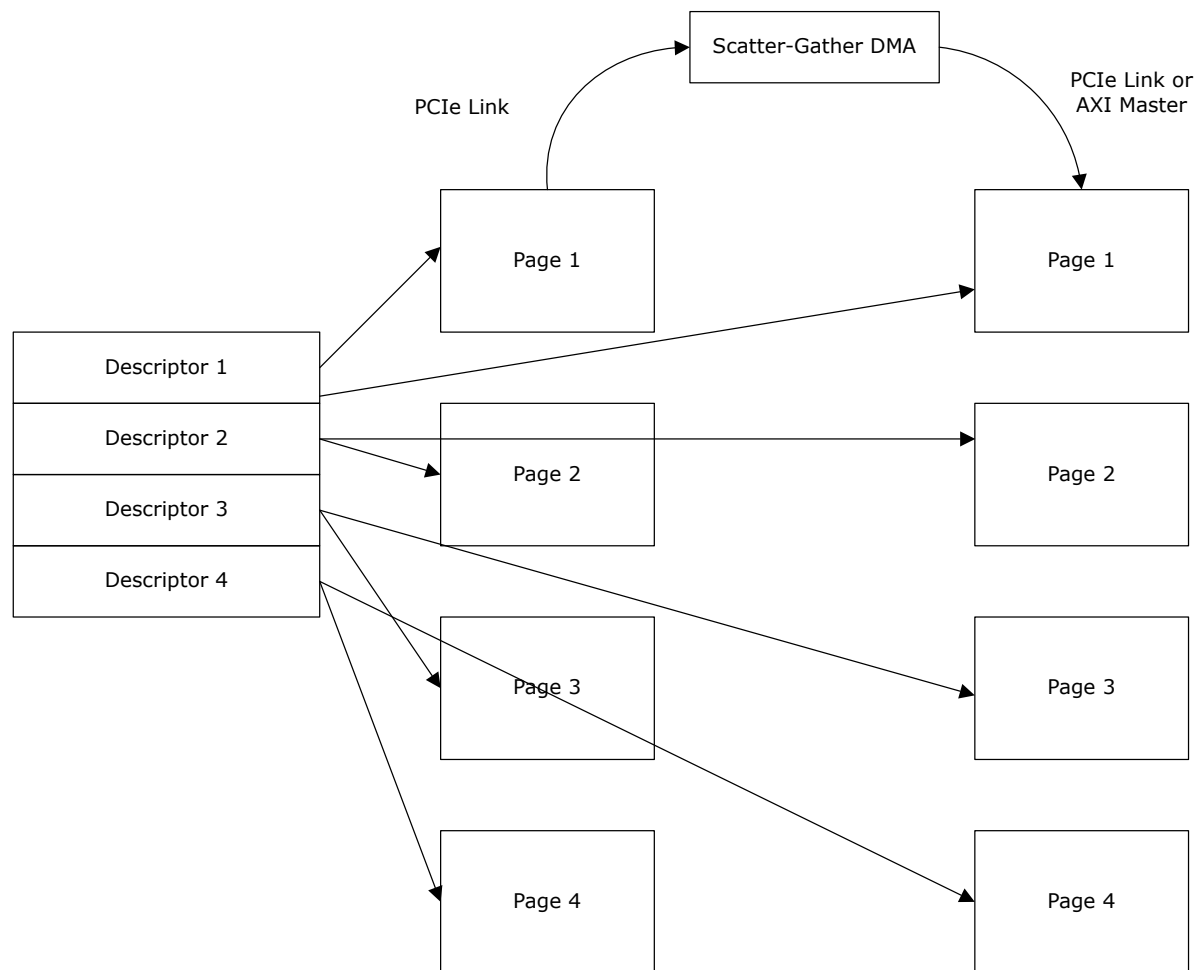 Scatter-Gather DMA
PCIe Link
PCIe Link or
AXI Master
Page 1
Page 1
Descriptor 1
Descriptor 2
Descriptor 3
Descriptor 4
Page 2
Page 2
Page 3
Page 3
Page 4
Page 4